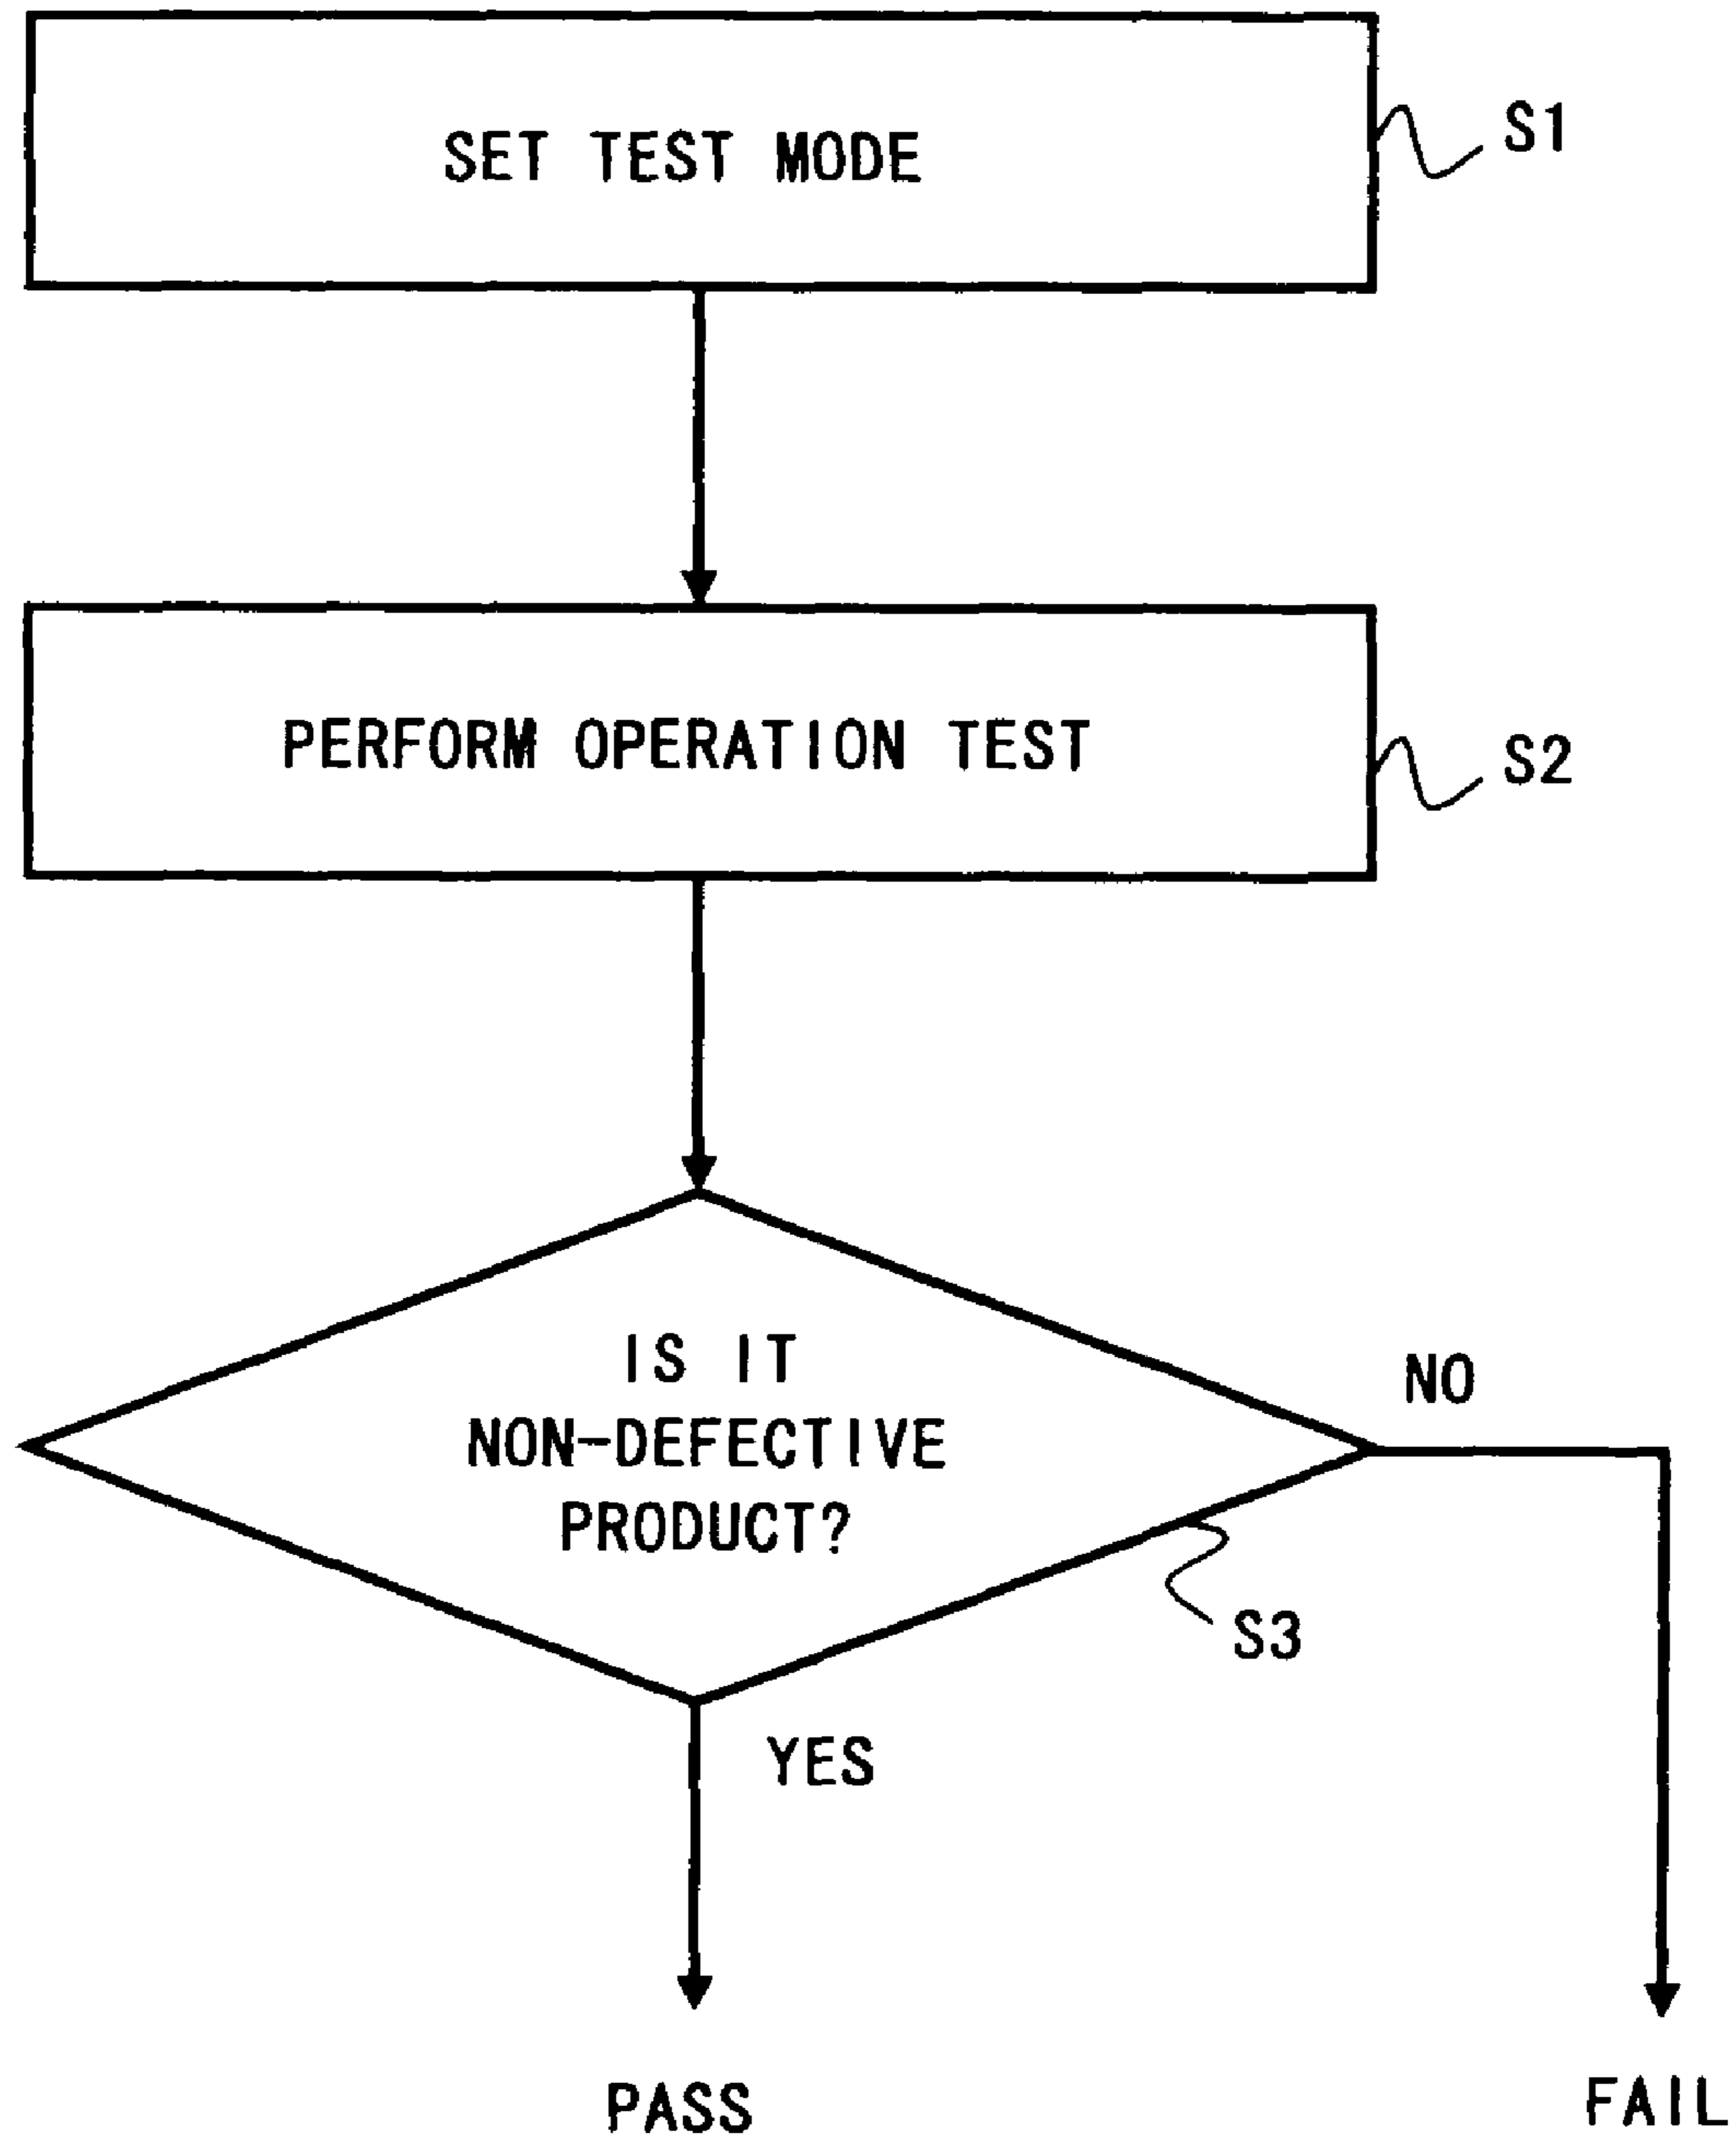 SET TEST MODE
S1
PERFORM OPERATION TEST
S2
IS IT
NON-DEFECTIVE
PRODUCT?
NO
S3
YES
PASS
FAIL